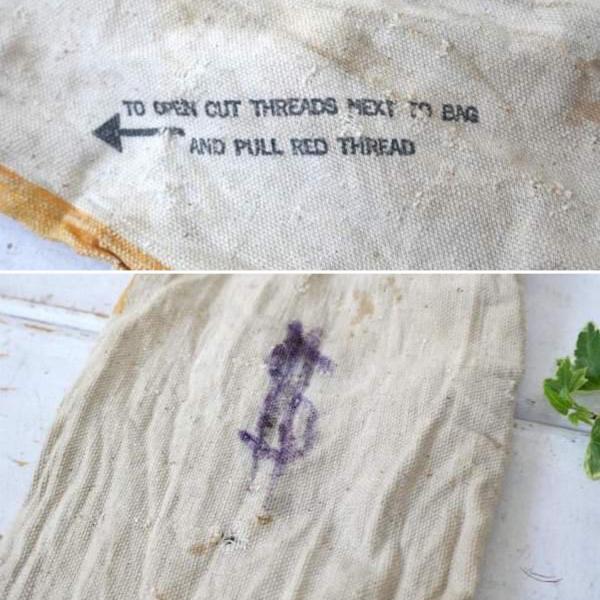 TO OPEN CUT THREADS NEXT TO BAG
AND PULL RED THREAD